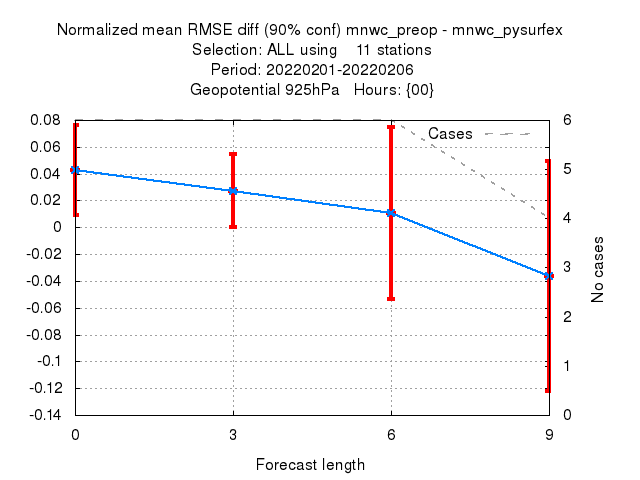 Normalized mean RMSE diff (90% conf) mnwc_preop - mnwc_pysurfex
Selection: ALL using    11 stations
Period: 20220201-20220206
Geopotential 925hPa   Hours: {00}
Cases
0.08
0.06
0.04
0.02
0
-0.02
-0.04
-0.06
-0.08
-0.1
-0.12
-0.14
6
5
4
3
2
1
0
No cases
0 3 6 9
Forecast length